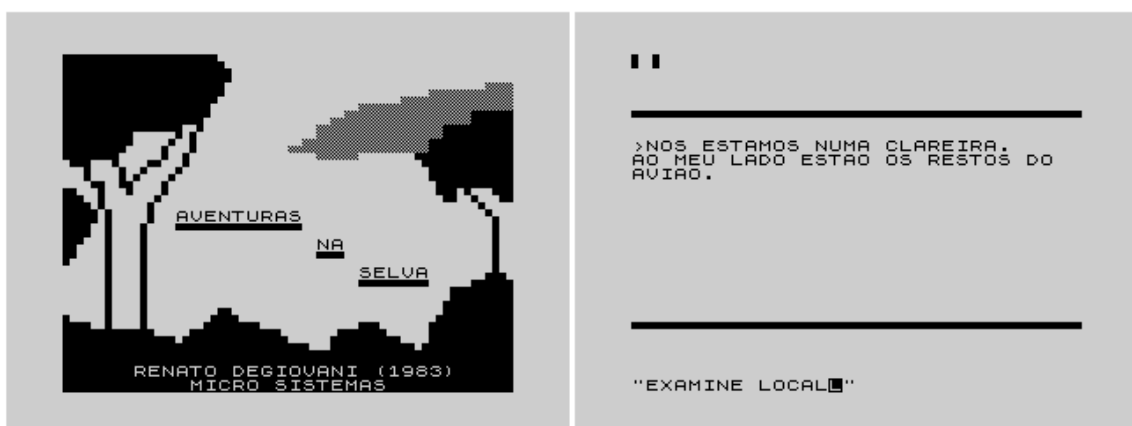 AVENTURAS
NA
SELVA
RENATO DEGIOVANI (1983)
MICRO SISTEMAS
>NOS ESTAMOS NUMA CLAREIRA.
AO MEU LADO ESTAO OS RESTOS DO
AVIAO.
"EXAMINE LOCALL"